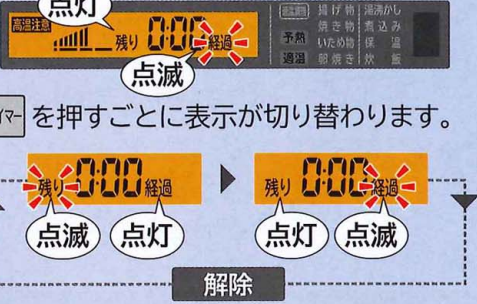 点灯
高温注意 残り 0:00 経過
揚げ物 湯沸かし
焼き物 煮込み
予熱 いため物 保温
適温 卵焼き 炊飯
点滅
マー を押すごとに表示が切り替わります。
残り 0:00 経過 残り 0:00 経過
点滅 点灯 点灯 点滅
解除